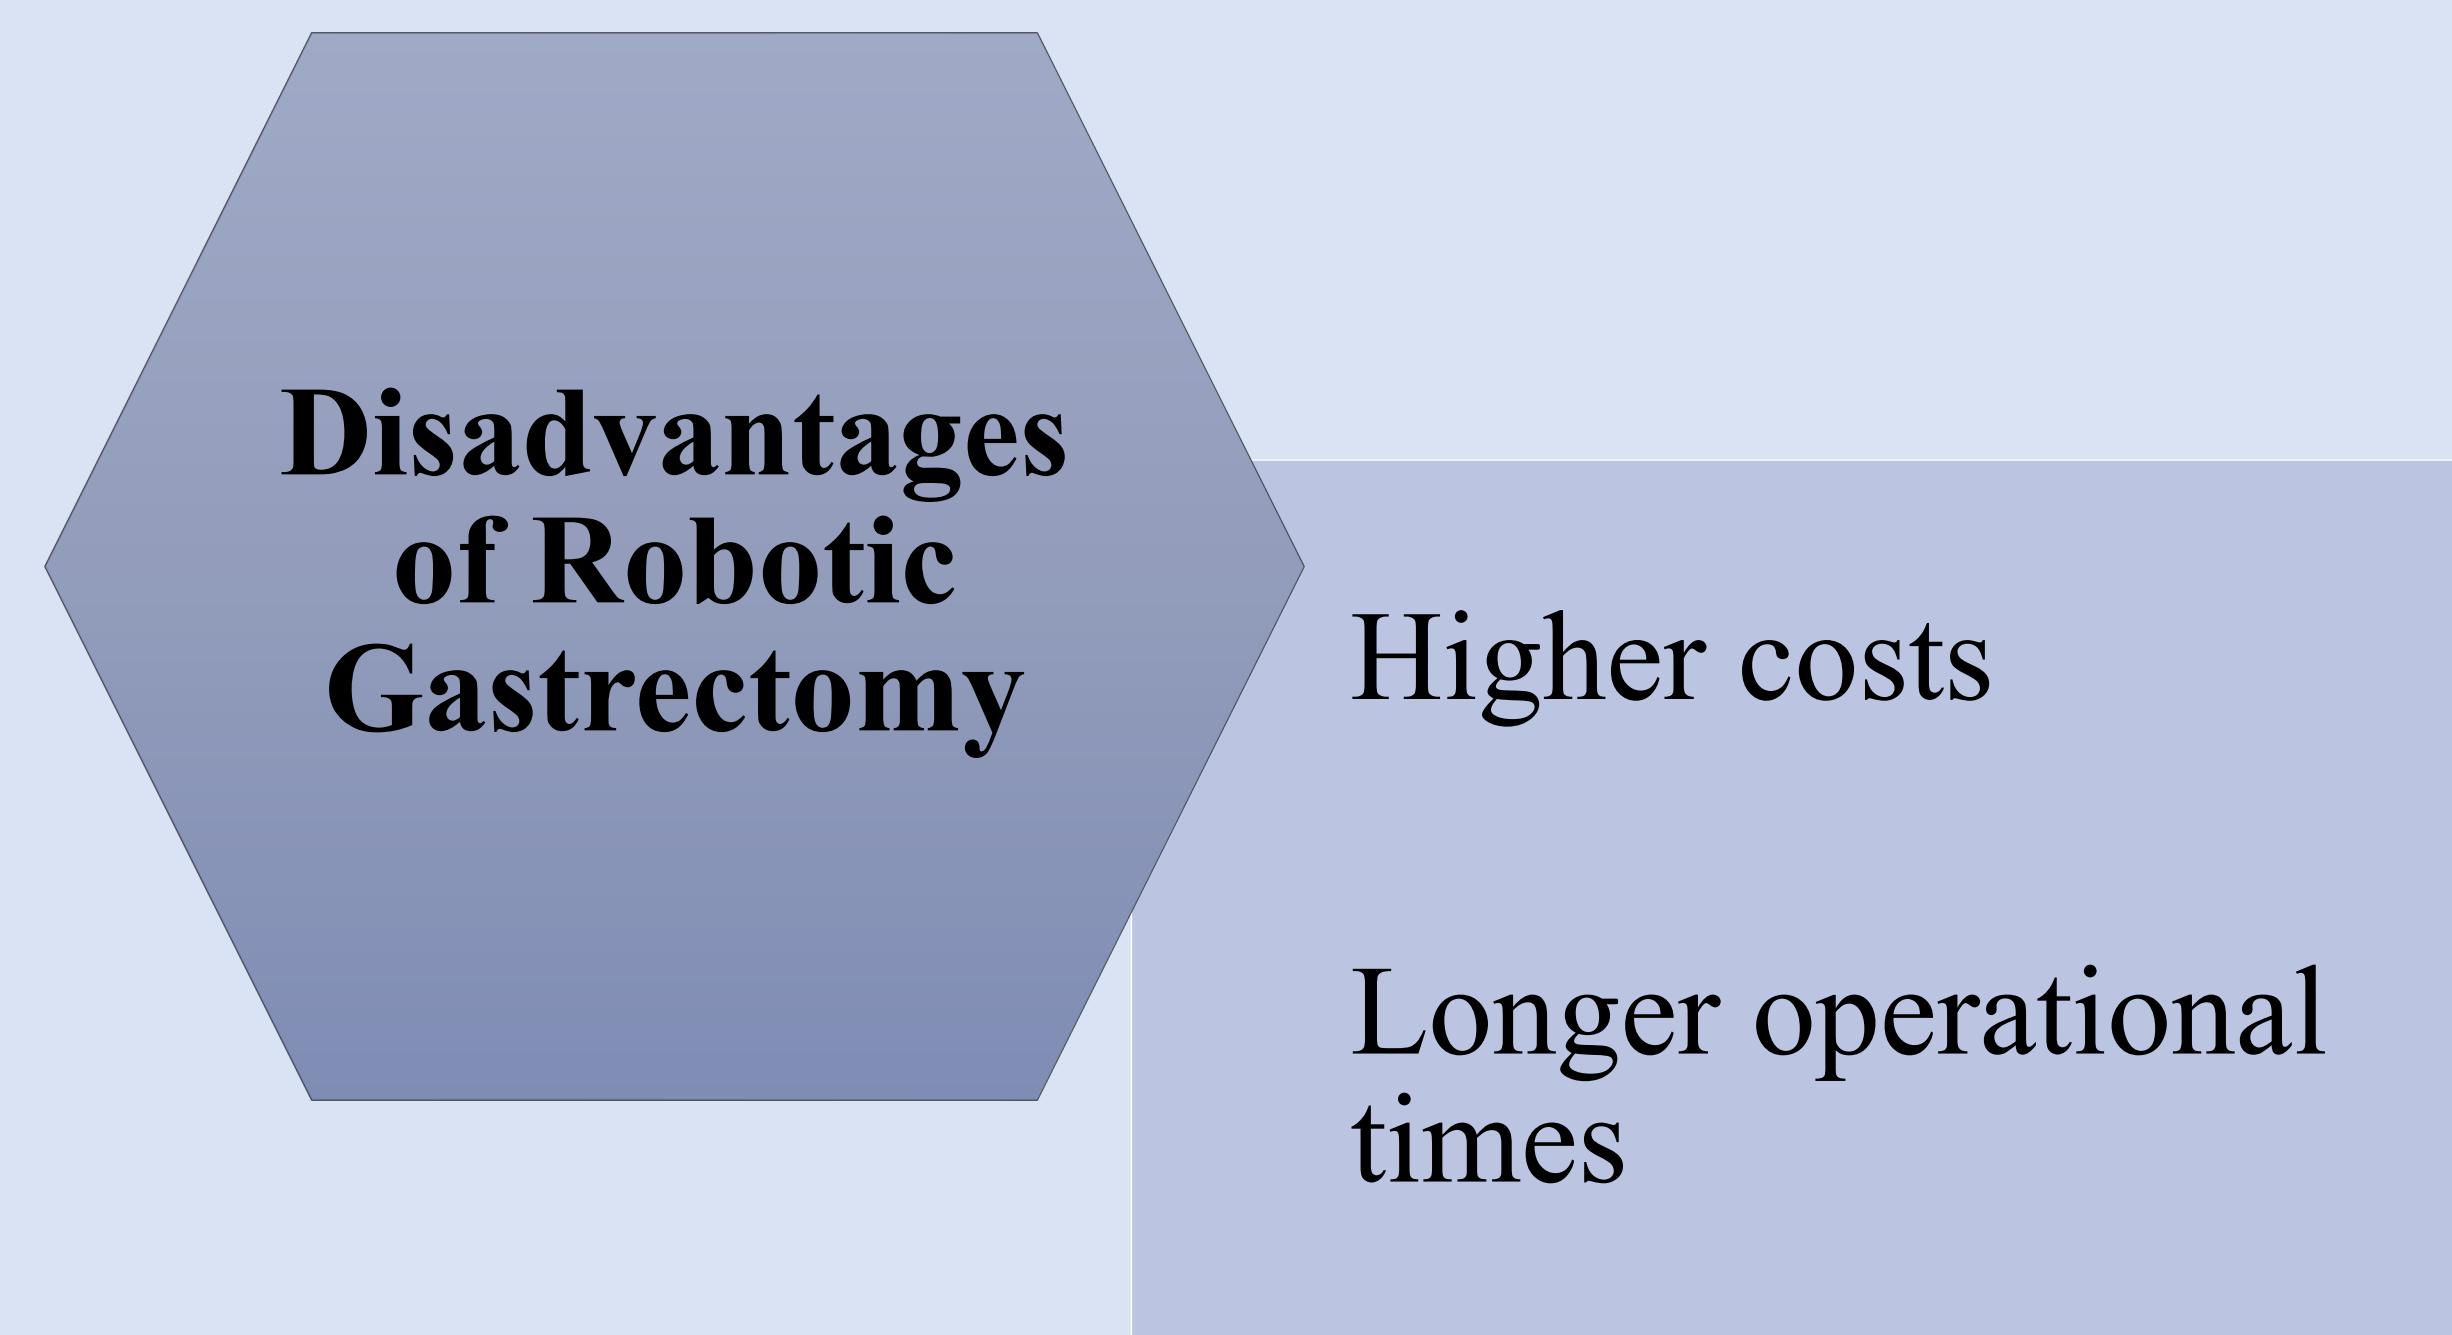 Disadvantages
of Robotic
Gastrectomy
Higher costs
Longer operational
times